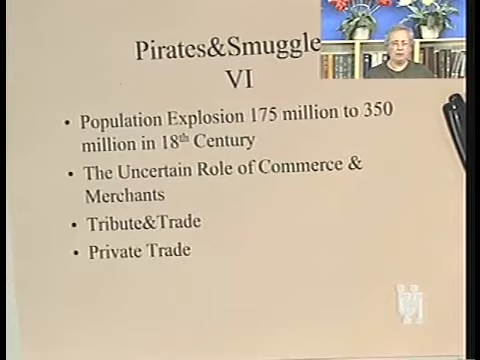 Pirates&Smuggle
VI
• Population Explosion 175 million to 350
million in 18th Century
• The Uncertain Role of Commerce &
Merchants
• Tribute&Trade
• Private Trade